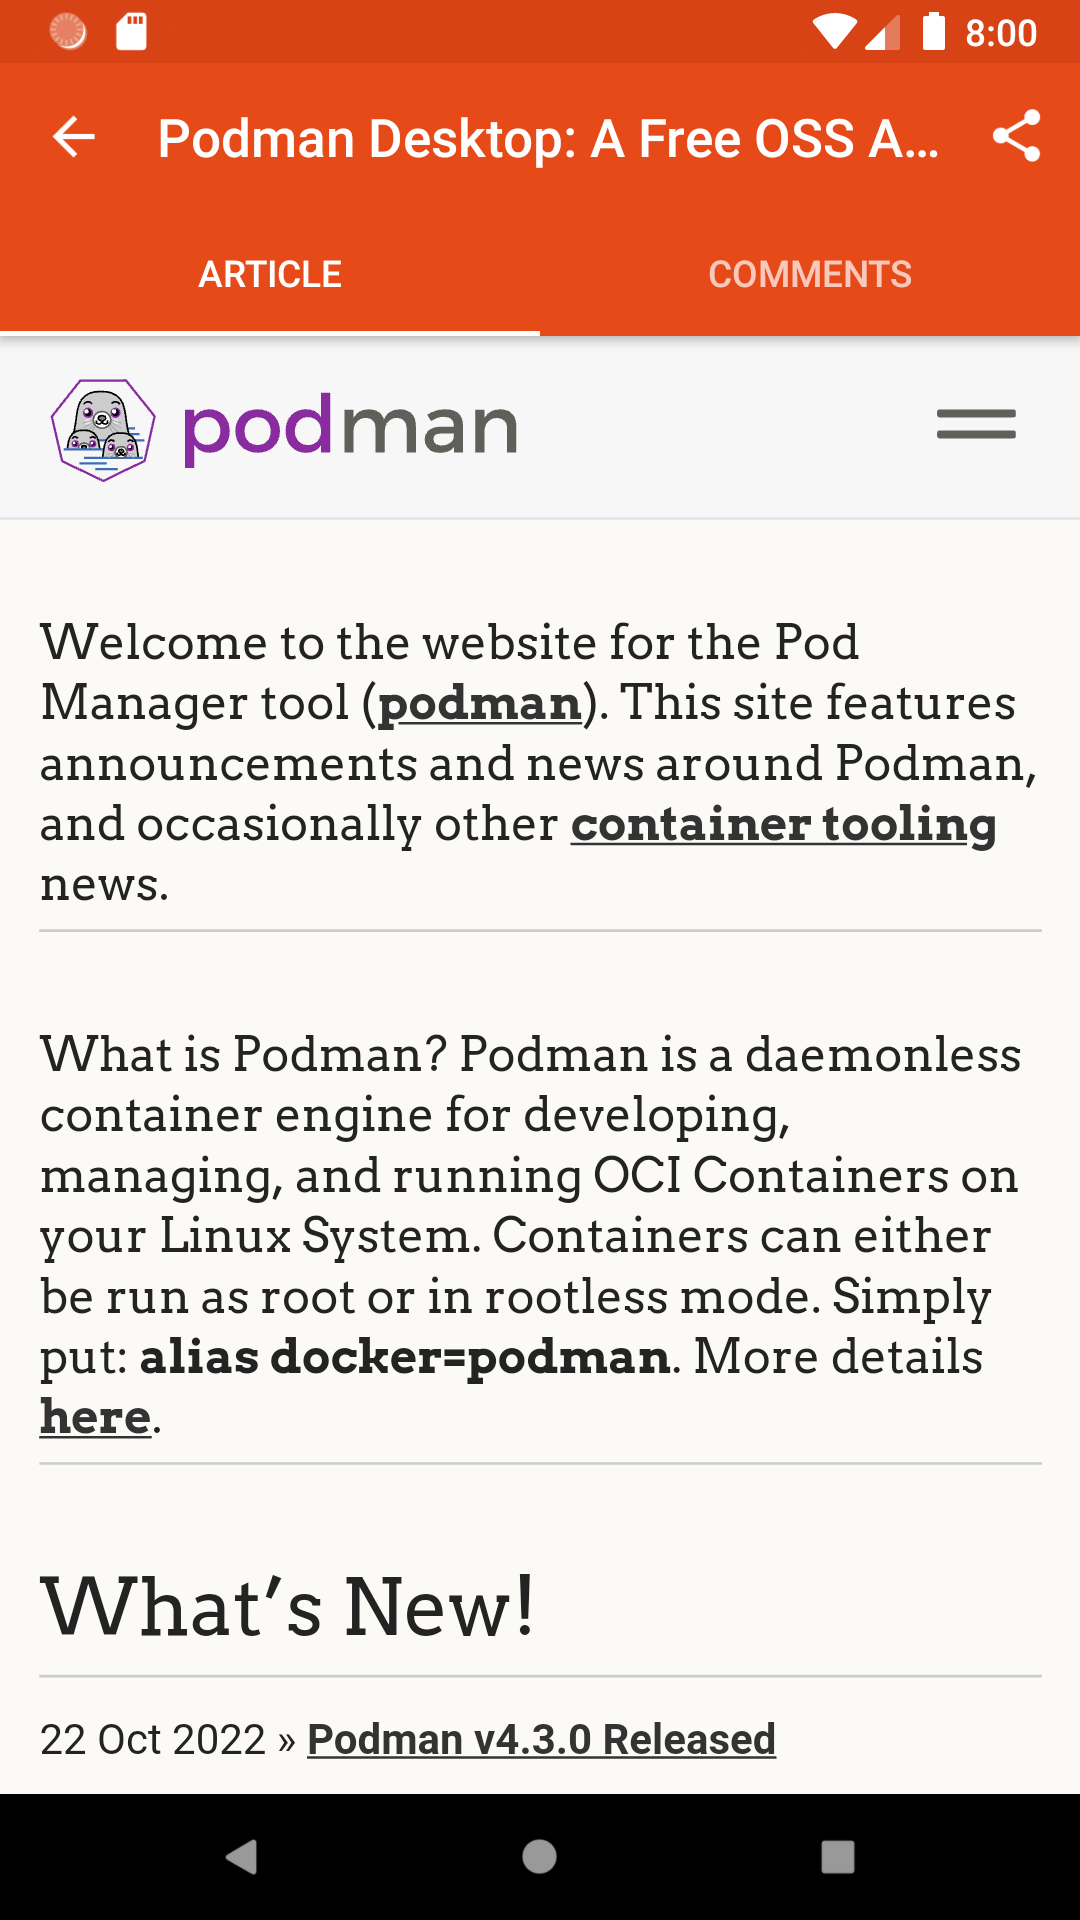 8:00
Podman Desktop: A Free OSS A...
ARTICLE
COMMENTS
podman
Welcome to the website for the Pod
Manager tool (podman). This site features
announcements and news around Podman,
and occasionally other container tooling
news.
What is Podman? Podman is a daemonless
container engine for developing,
managing, and running OCI Containers on
your Linux System. Containers can either
be run as root or in rootless mode. Simply
put: alias docker=podman. More details
here.
What’s New!
22 Oct 2022 » Podman v4.3.0 Released